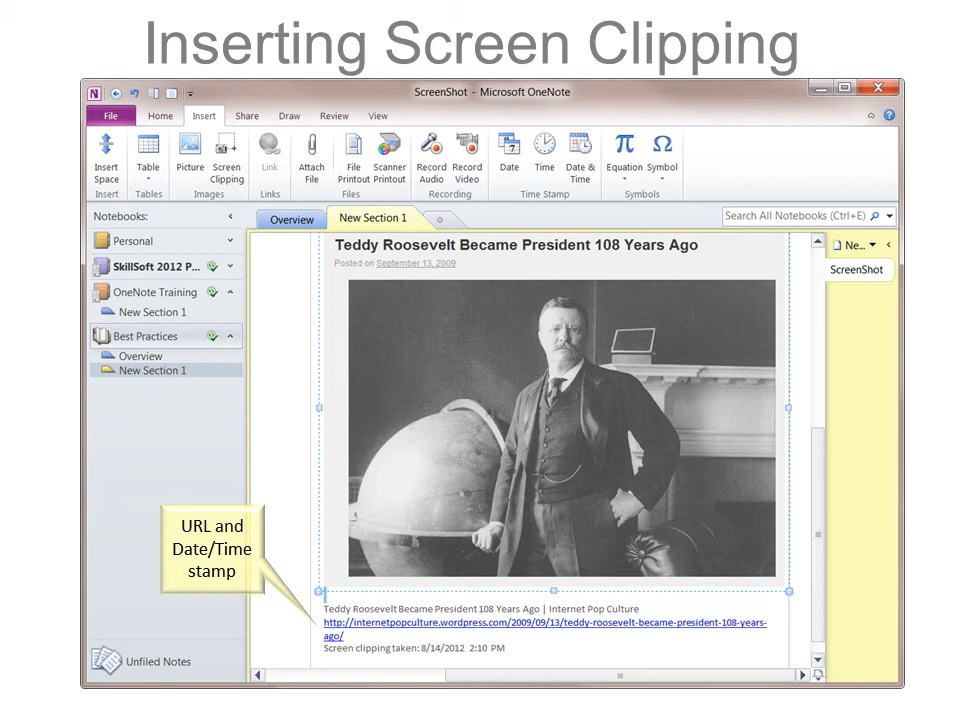 Inserting Screen Clipping
ScreenShot - Microsoft OneNote
File Home Insert Share Draw Review View
Insert Space
Table
Picture
Screen Clipping
Link
Attach File
File Printout
Scanner Printout
Record Audio
Record Video
Date
Time
Date & Time
Equation
Symbol
Insert Tables Images Links Files Recording Time Stamp Symbols
Notebooks:
Overview
New Section 1
Search All Notebooks (Ctrl+E)
Personal
SkillSoft 2012 P...
OneNote Training
New Section 1
Best Practices
Overview
New Section 1
Unfiled Notes
Ne...
ScreenShot
Teddy Roosevelt Became President 108 Years Ago
Posted on September 13, 2009
URL and
Date/Time
stamp
Teddy Roosevelt Became President 108 Years Ago | Internet Pop Culture
http://internetpopculture.wordpress.com/2009/09/13/teddy-roosevelt-became-president-108-years-
ago/
Screen clipping taken: 8/14/2012 2:10 PM